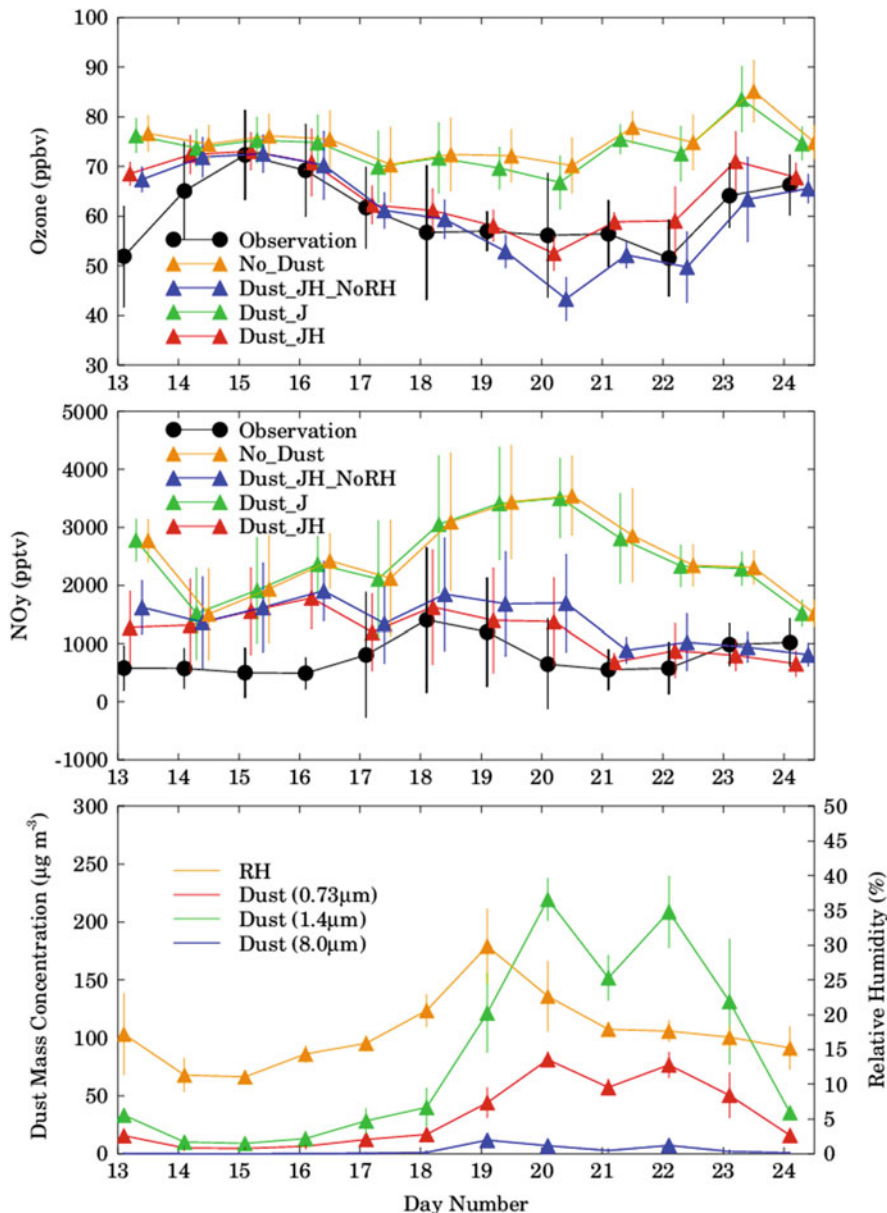 100
90
80
70
60
50
40
30
Ozone (ppbv)
Observation
No_Dust
Dust_JH_NoRH
Dust_J
Dust_JH
13 14 15 16 17 18 19 20 21 22 23 24
5000
4000
3000
2000
1000
0
-1000
NOy (pptv)
Observation
No_Dust
Dust_JH_NoRH
Dust_J
Dust_JH
13 14 15 16 17 18 19 20 21 22 23 24
300
250
200
150
100
50
0
Dust Mass Concentration (μg m-3)
RH
Dust (0.73μm)
Dust (1.4μm)
Dust (8.0μm)
50
45
40
35
30
25
20
15
10
5
0
Relative Humidity (%)
13 14 15 16 17 18 19 20 21 22 23 24
Day Number